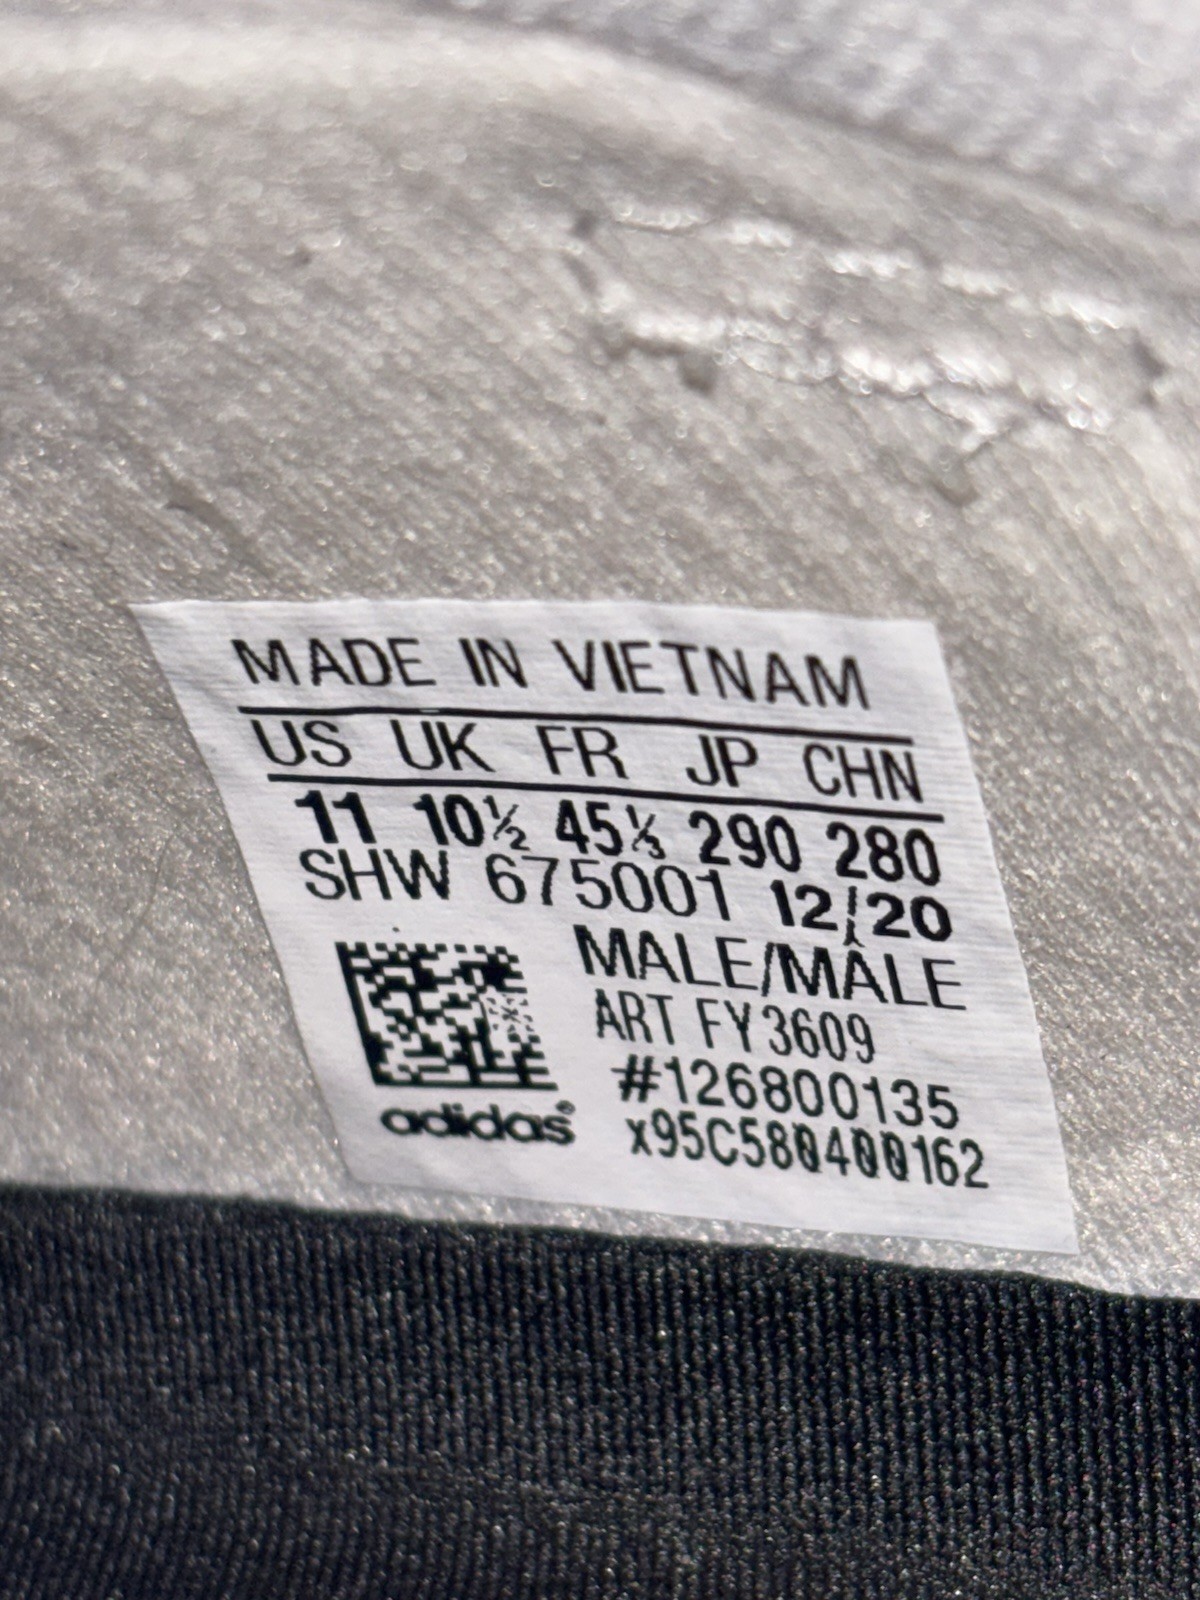 MADE IN VIETNAM
US UK FR JP CHN
11 10½ 45⅓ 290 280
SHW 675001 12/20
MALE/MÂLE
ART FY3609
#126800135
x95C580400162
adidas®